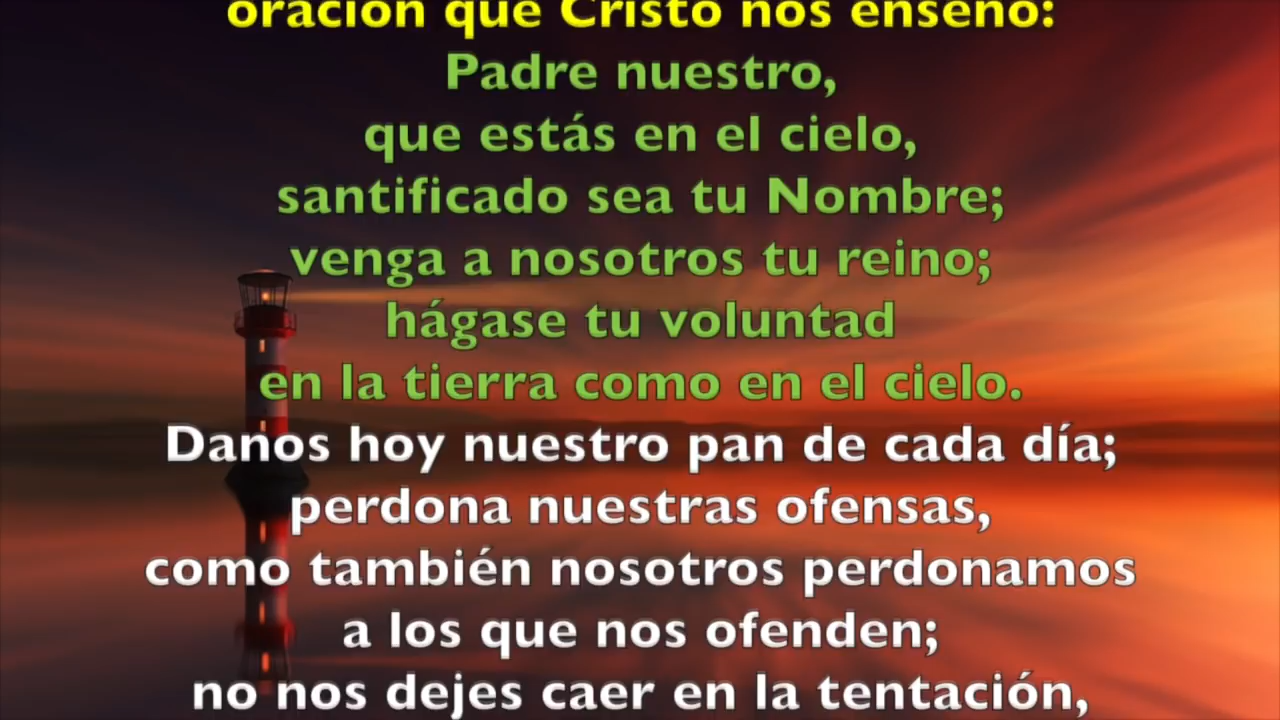 oración que Cristo nos enseñó:
Padre nuestro,
que estás en el cielo,
santificado sea tu Nombre;
venga a nosotros tu reino;
hágase tu voluntad
en la tierra como en el cielo.
Danos hoy nuestro pan de cada día;
perdona nuestras ofensas,
como también nosotros perdonamos
a los que nos ofenden;
no nos dejes caer en la tentación,